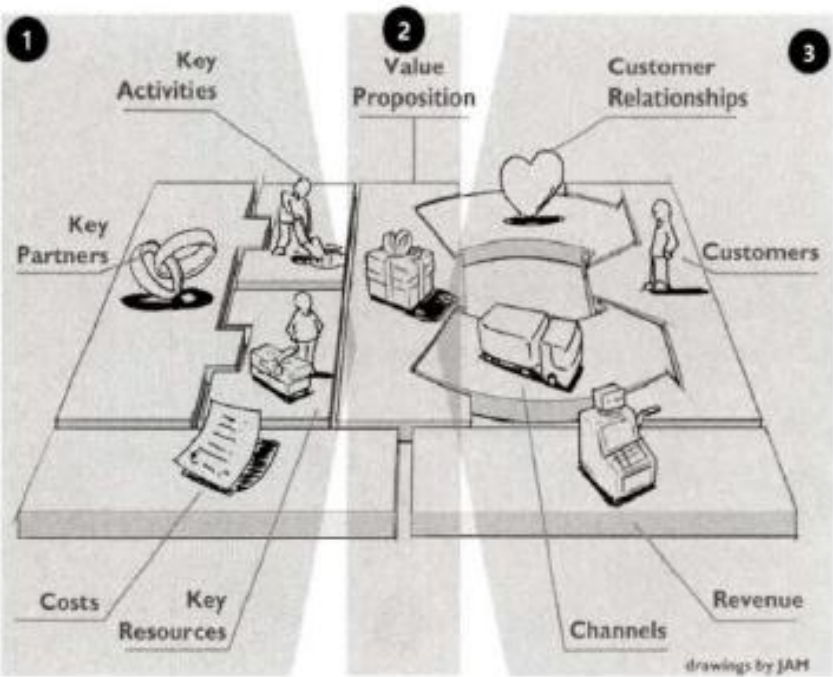 1
2
3
Key
Activities
Value
Proposition
Customer
Relationships
Key
Partners
Customers
Costs
Key
Resources
Channels
Revenue
drawings by JAM